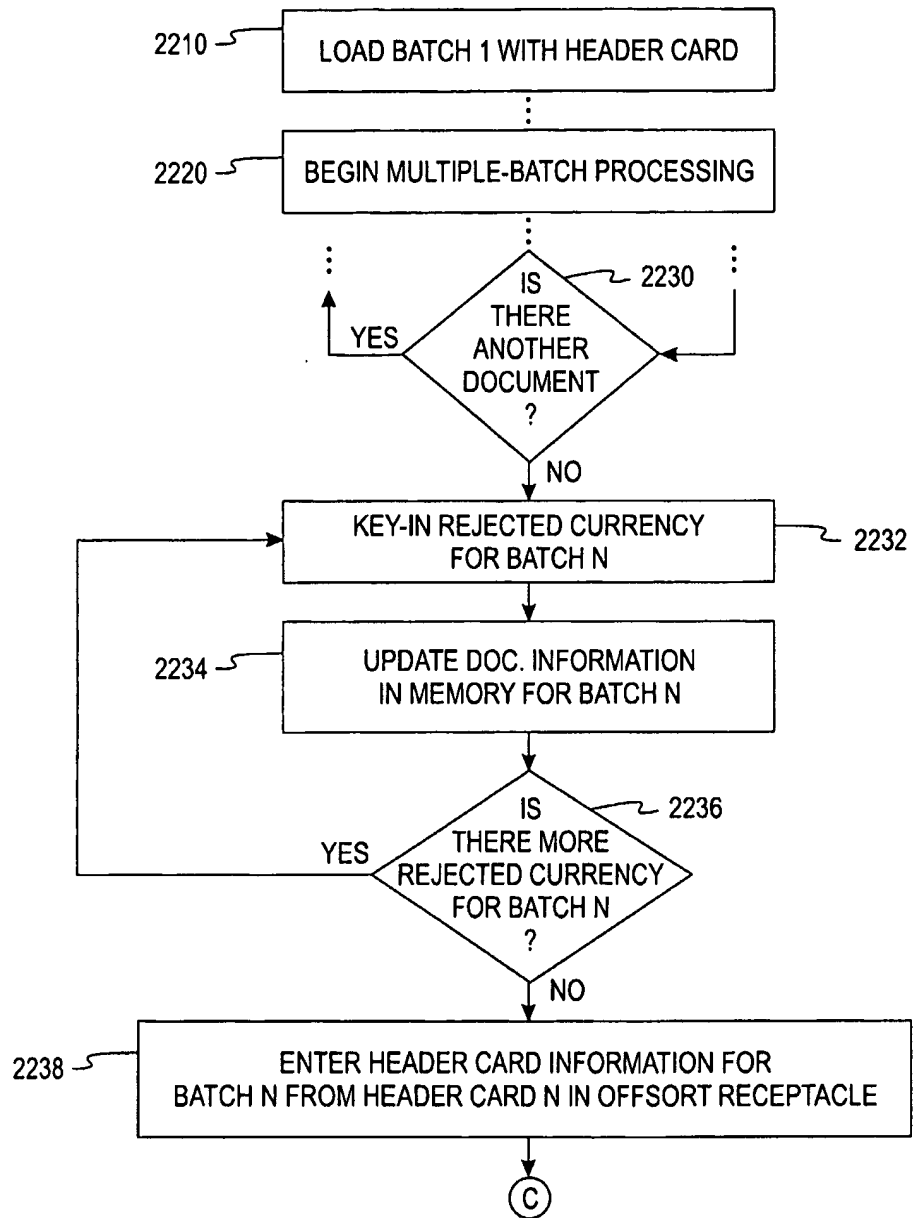 2210
LOAD BATCH 1 WITH HEADER CARD
2220
BEGIN MULTIPLE-BATCH PROCESSING
2230
IS
THERE
ANOTHER
DOCUMENT
?
YES
NO
KEY-IN REJECTED CURRENCY
FOR BATCH N
2232
2234
UPDATE DOC. INFORMATION
IN MEMORY FOR BATCH N
2236
IS
THERE MORE
REJECTED CURRENCY
FOR BATCH N
?
YES
NO
2238
ENTER HEADER CARD INFORMATION FOR
BATCH N FROM HEADER CARD N IN OFFSORT RECEPTACLE
C